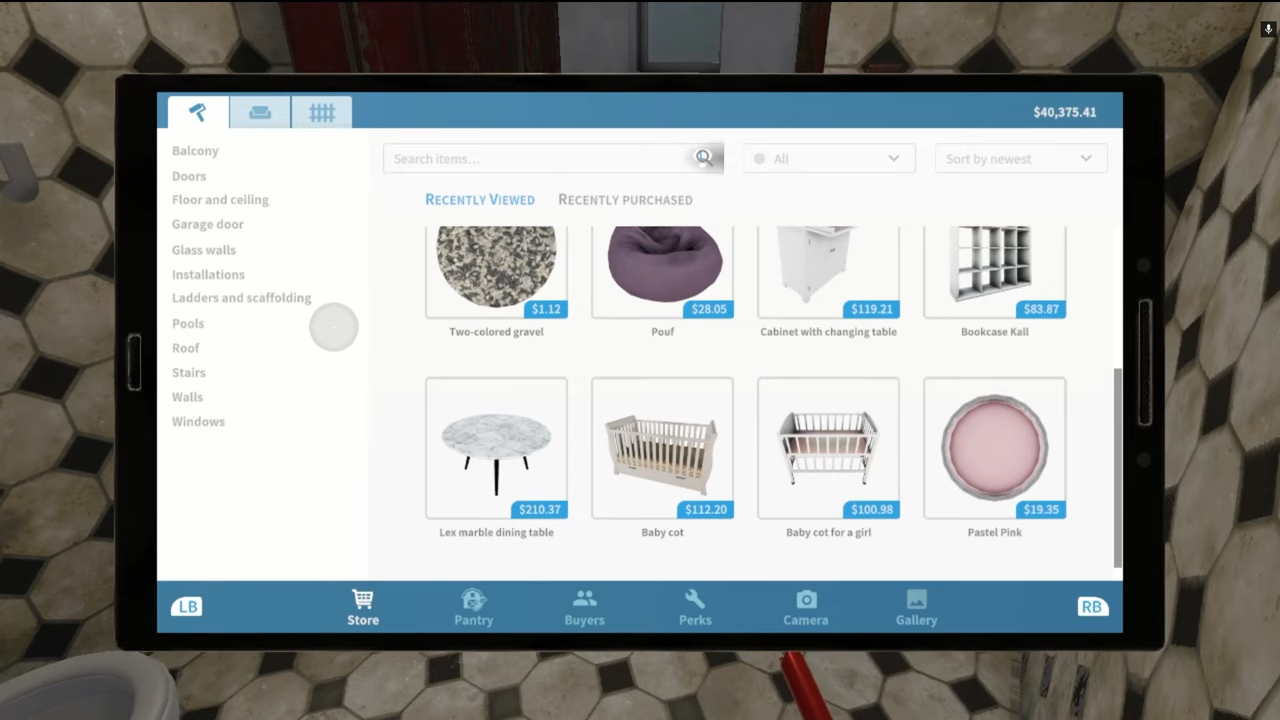 $40,375.41
Balcony
Doors
Floor and ceiling
Garage door
Glass walls
Installations
Ladders and scaffolding
Pools
Roof
Stairs
Walls
Windows
Search items...
All
Sort by newest
RECENTLY VIEWED
RECENTLY PURCHASED
$1.12
$28.05
$119.21
$83.87
Two-colored gravel
Pouf
Cabinet with changing table
Bookcase Kall
$210.37
$112.20
$100.98
$19.35
Lex marble dining table
Baby cot
Baby cot for a girl
Pastel Pink
LB
Store
Pantry
Buyers
Perks
Camera
Gallery
RB